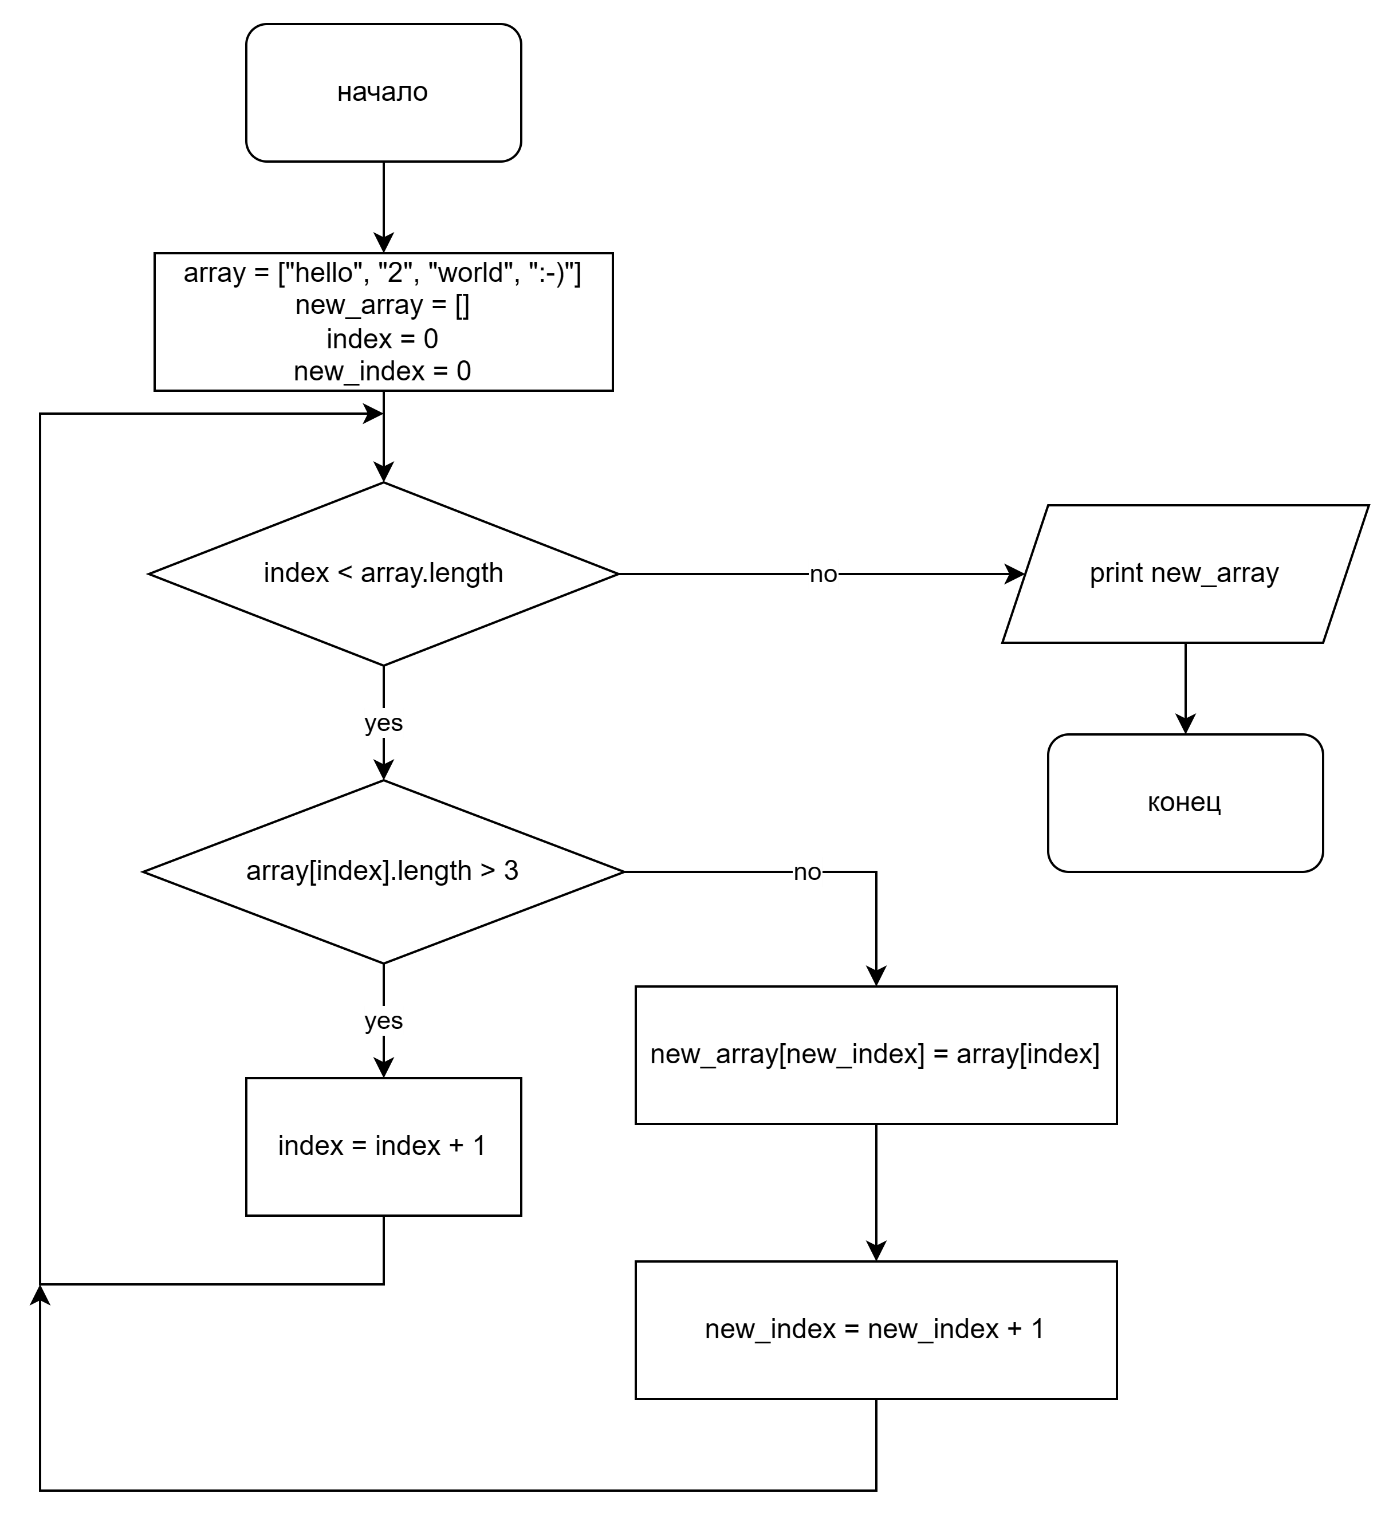 начало
array = ["hello", "2", "world", ":-)"]
new_array = []
index = 0
new_index = 0
index < array.length
no
print new_array
yes
конец
array[index].length > 3
no
yes
new_array[new_index] = array[index]
index = index + 1
new_index = new_index + 1